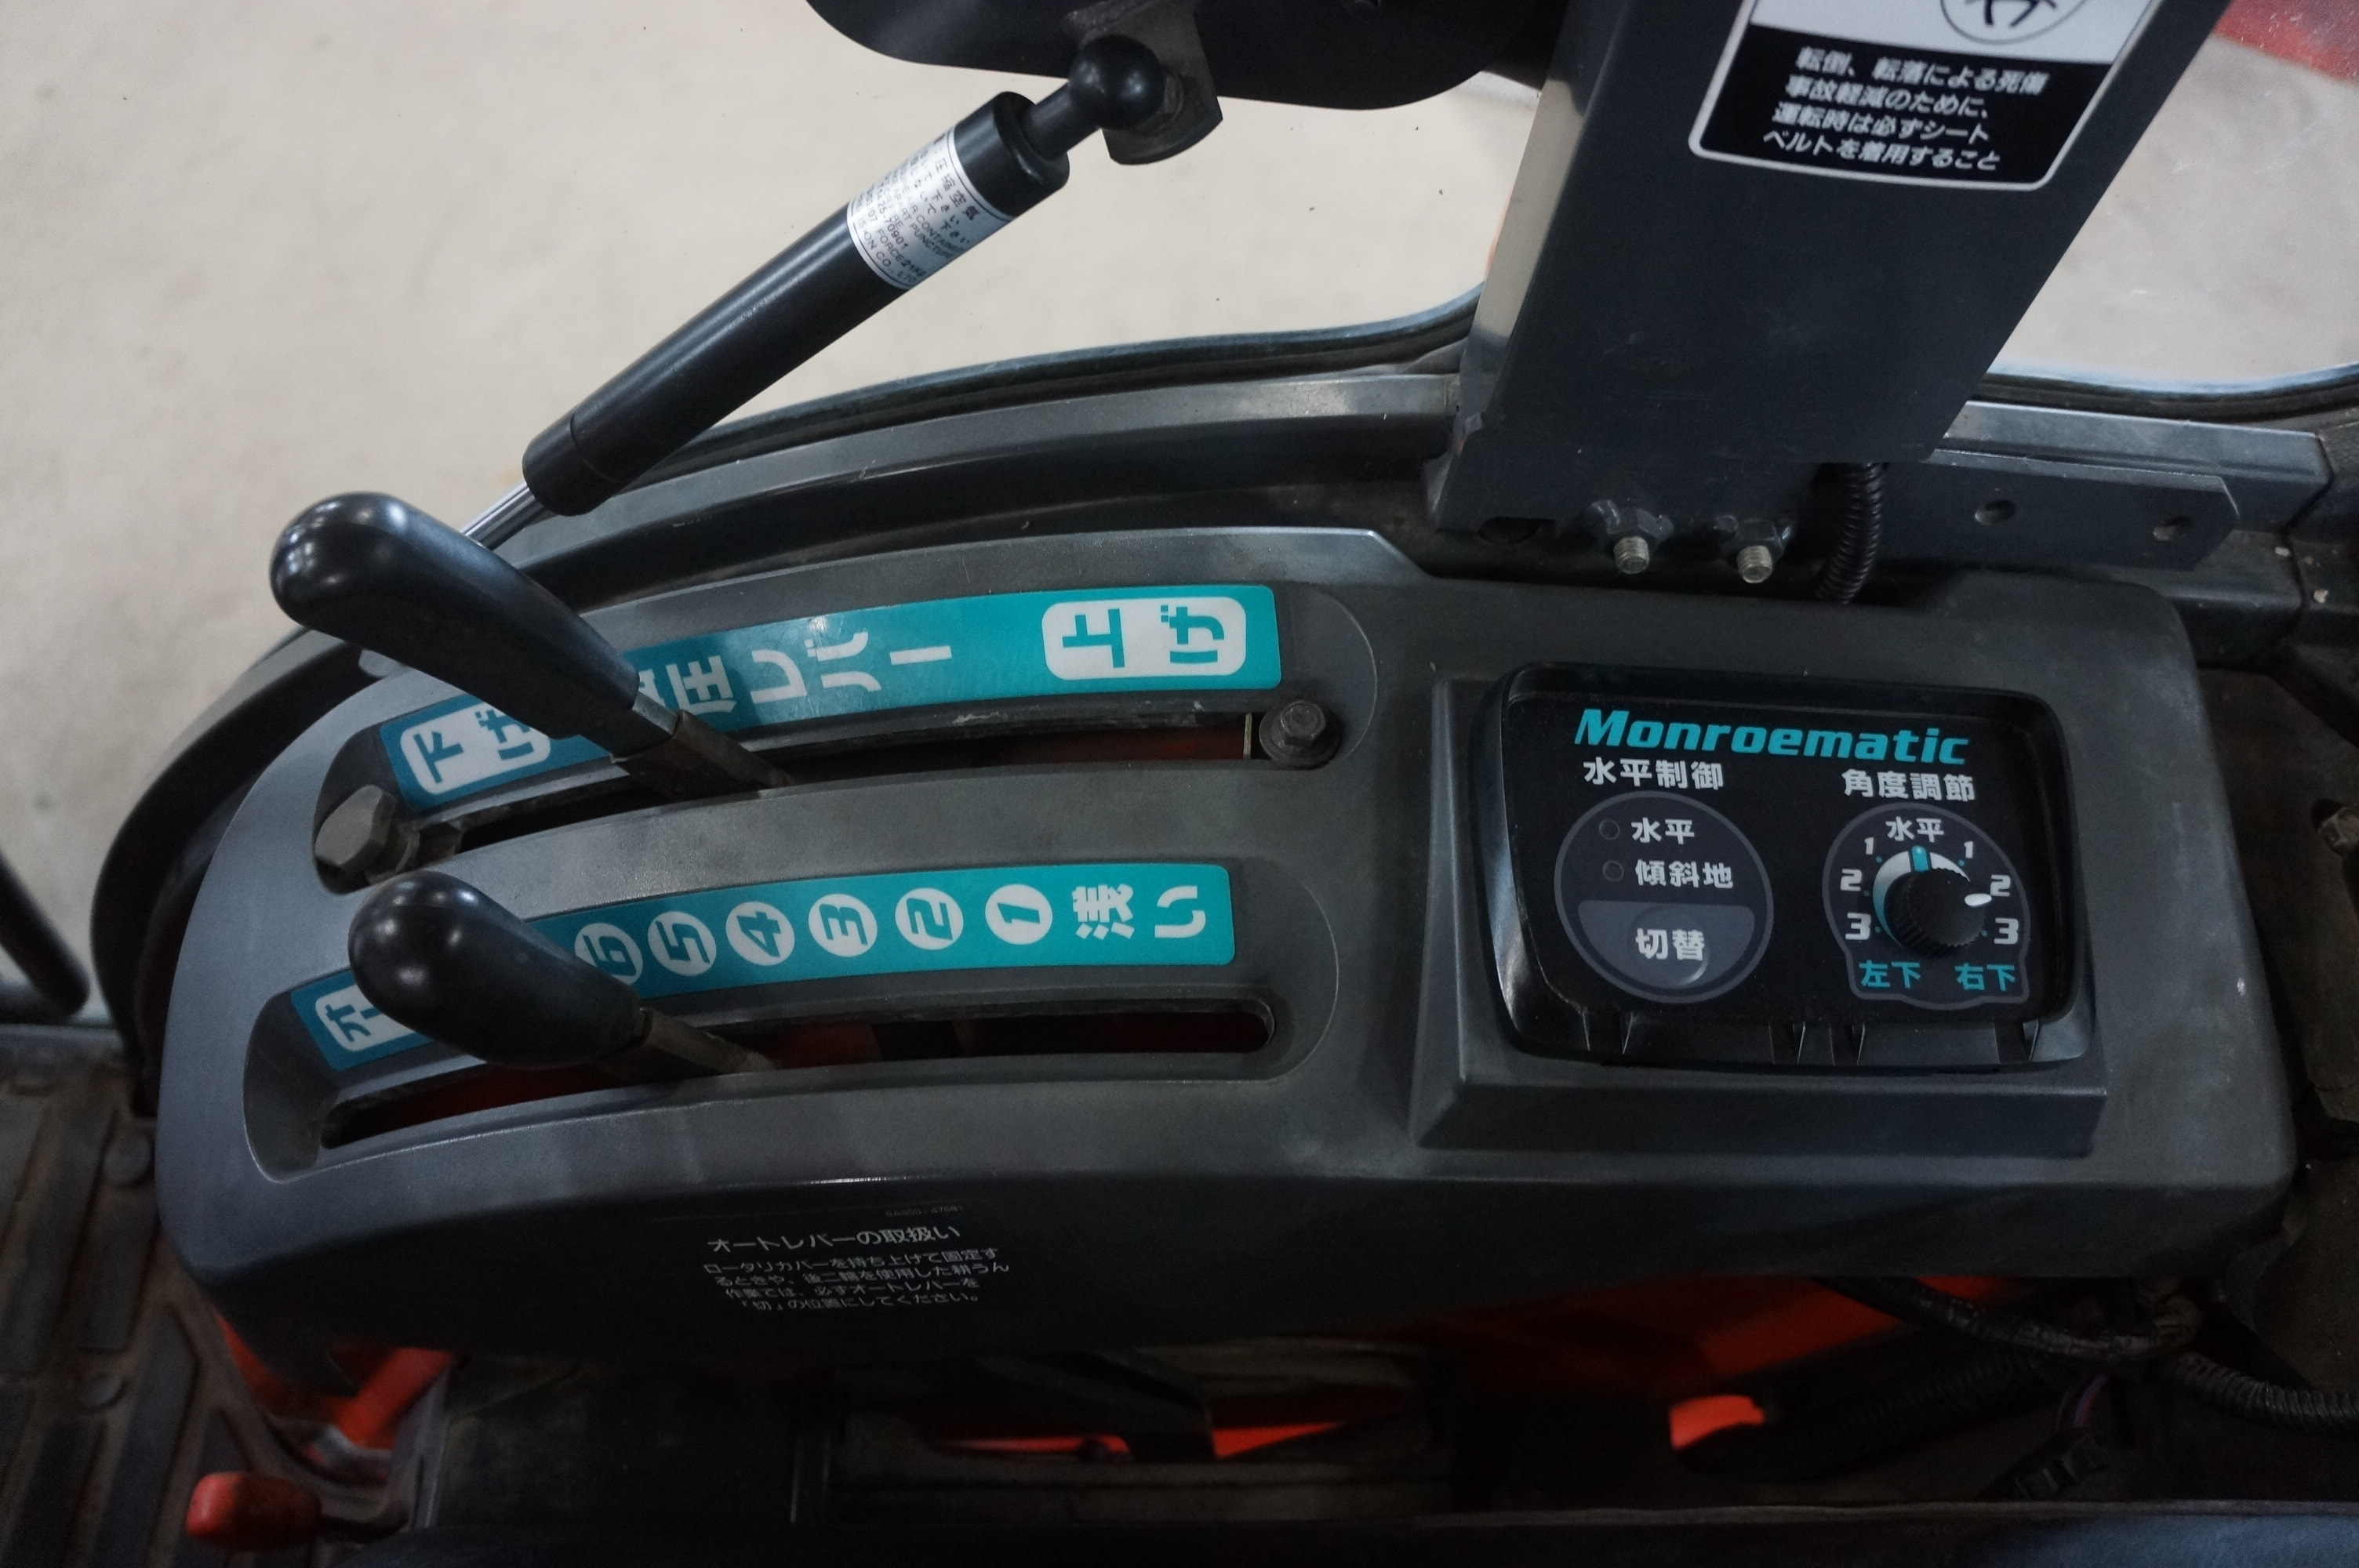 転倒、転落による死傷
事故軽減のために、
運転時は必ずシート
ベルトを着用すること
圧縮空気
下げ 圧レバー 上げ
6 5 4 3 2 1 浅い
Monroematic
水平制御
水平
傾斜地
切替
角度調節
水平
1 1
2 2
3 3
左下 右下
オートレバーの取扱い
ロータリカバーを持ち上げて固定す
るときや、後二輪を使用した耕うん
作業では、必ずオートレバーを
「切」の位置にしてください。